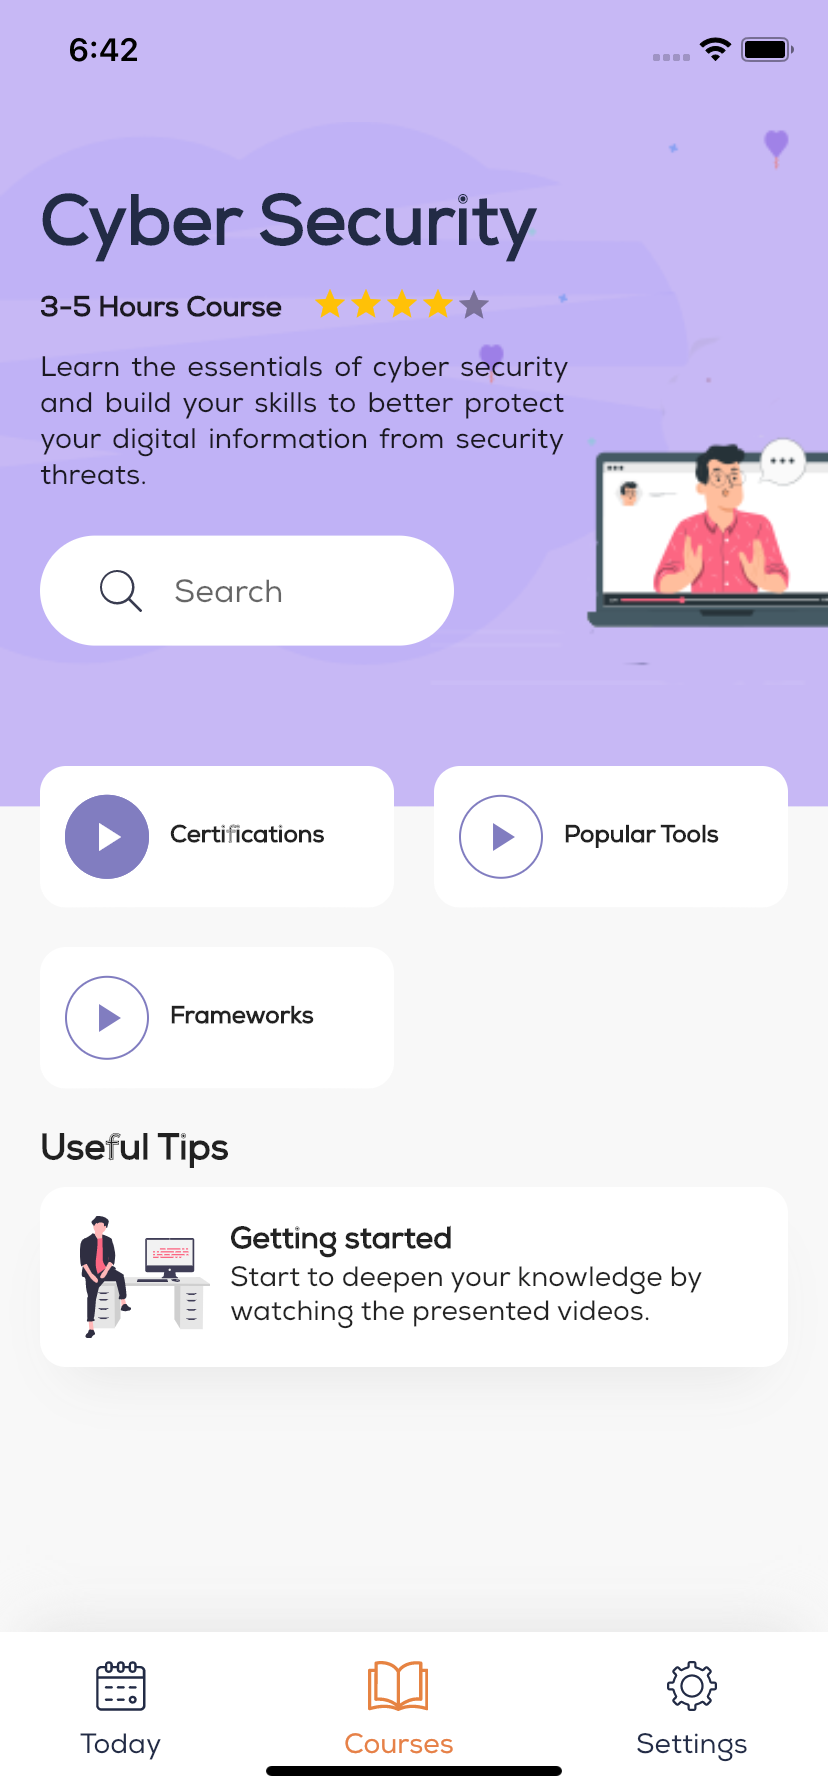 6:42
Cyber Security
3-5 Hours Course
Learn the essentials of cyber security
and build your skills to better protect
your digital information from security
threats.
Search
Certifications
Popular Tools
Frameworks
Useful Tips
Getting started
Start to deepen your knowledge by
watching the presented videos.
Today
Courses
Settings